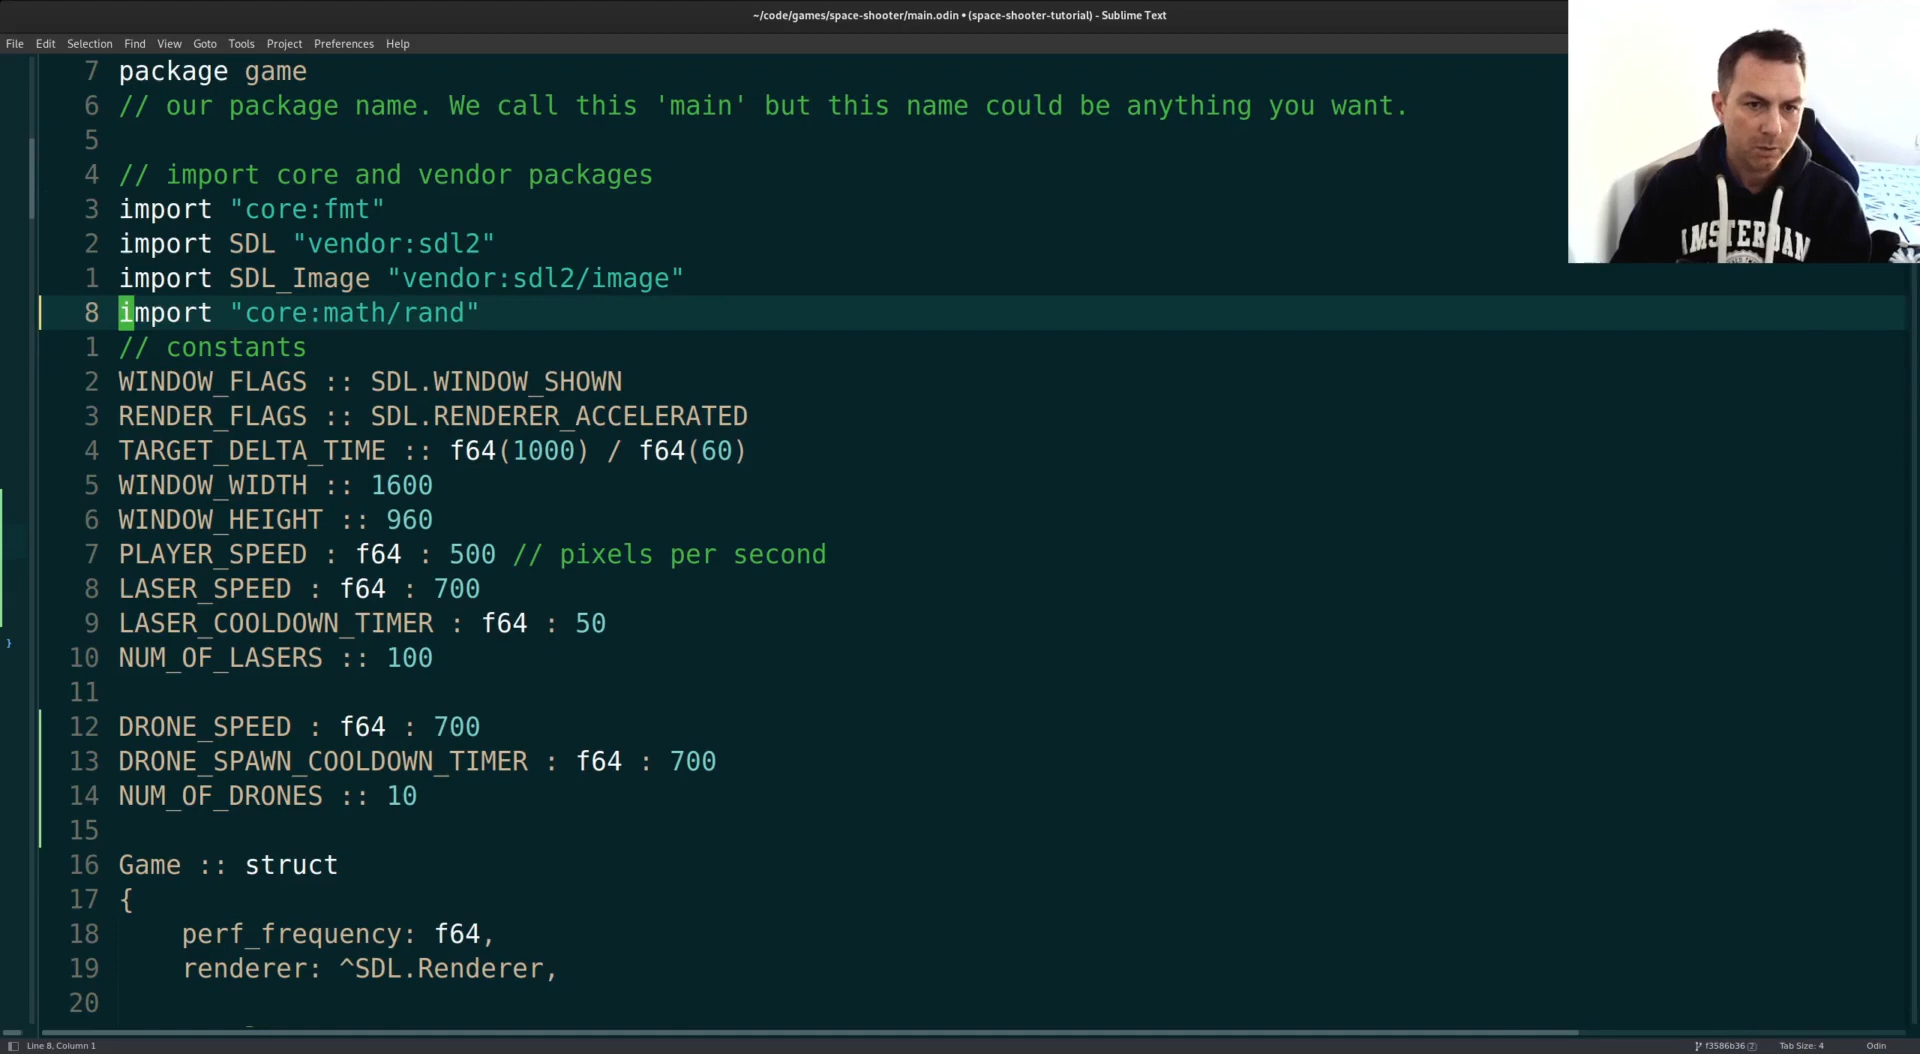 ~/code/games/space-shooter/main.odin • (space-shooter-tutorial) - Sublime Text
File Edit Selection Find View Goto Tools Project Preferences Help
7 package game
6 // our package name. We call this 'main' but this name could be anything you want.
5
4 // import core and vendor packages
3 import "core:fmt"
2 import SDL "vendor:sdl2"
1 import SDL_Image "vendor:sdl2/image"
8 import "core:math/rand"
1 // constants
2 WINDOW_FLAGS :: SDL.WINDOW_SHOWN
3 RENDER_FLAGS :: SDL.RENDERER_ACCELERATED
4 TARGET_DELTA_TIME :: f64(1000) / f64(60)
5 WINDOW_WIDTH :: 1600
6 WINDOW_HEIGHT :: 960
7 PLAYER_SPEED : f64 : 500 // pixels per second
8 LASER_SPEED : f64 : 700
9 LASER_COOLDOWN_TIMER : f64 : 50
10 NUM_OF_LASERS :: 100
11
12 DRONE_SPEED : f64 : 700
13 DRONE_SPAWN_COOLDOWN_TIMER : f64 : 700
14 NUM_OF_DRONES :: 10
15
16 Game :: struct
17 {
18 perf_frequency: f64,
19 renderer: ^SDL.Renderer,
20
}
AMSTERDAM
Line 8, Column 1
f3586b36 2 Tab Size: 4 Odin